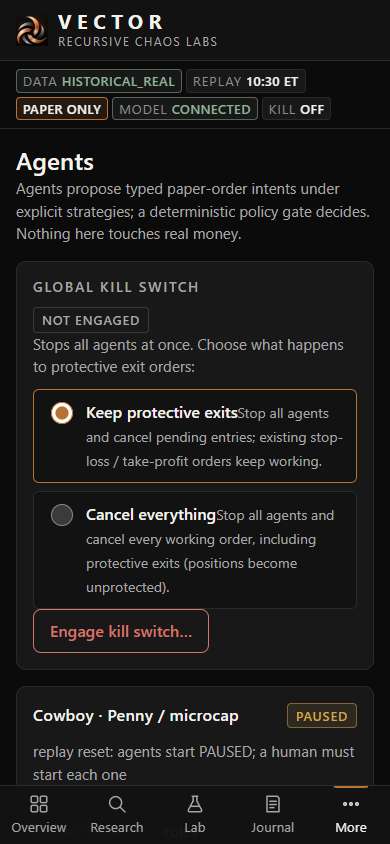 VECTOR
RECURSIVE CHAOS LABS
DATA HISTORICAL_REAL REPLAY 10:30 ET
PAPER ONLY MODEL CONNECTED KILL OFF
Agents
Agents propose typed paper-order intents under
explicit strategies; a deterministic policy gate decides.
Nothing here touches real money.
GLOBAL KILL SWITCH
NOT ENGAGED
Stops all agents at once. Choose what happens
to protective exit orders:
Keep protective exitsStop all agents
and cancel pending entries; existing stop-
loss / take-profit orders keep working.
Cancel everythingStop all agents and
cancel every working order, including
protective exits (positions become
unprotected).
Engage kill switch...
Cowboy · Penny / microcap PAUSED
replay reset: agents start PAUSED; a human must
start each one
Overview Research Lab Journal More